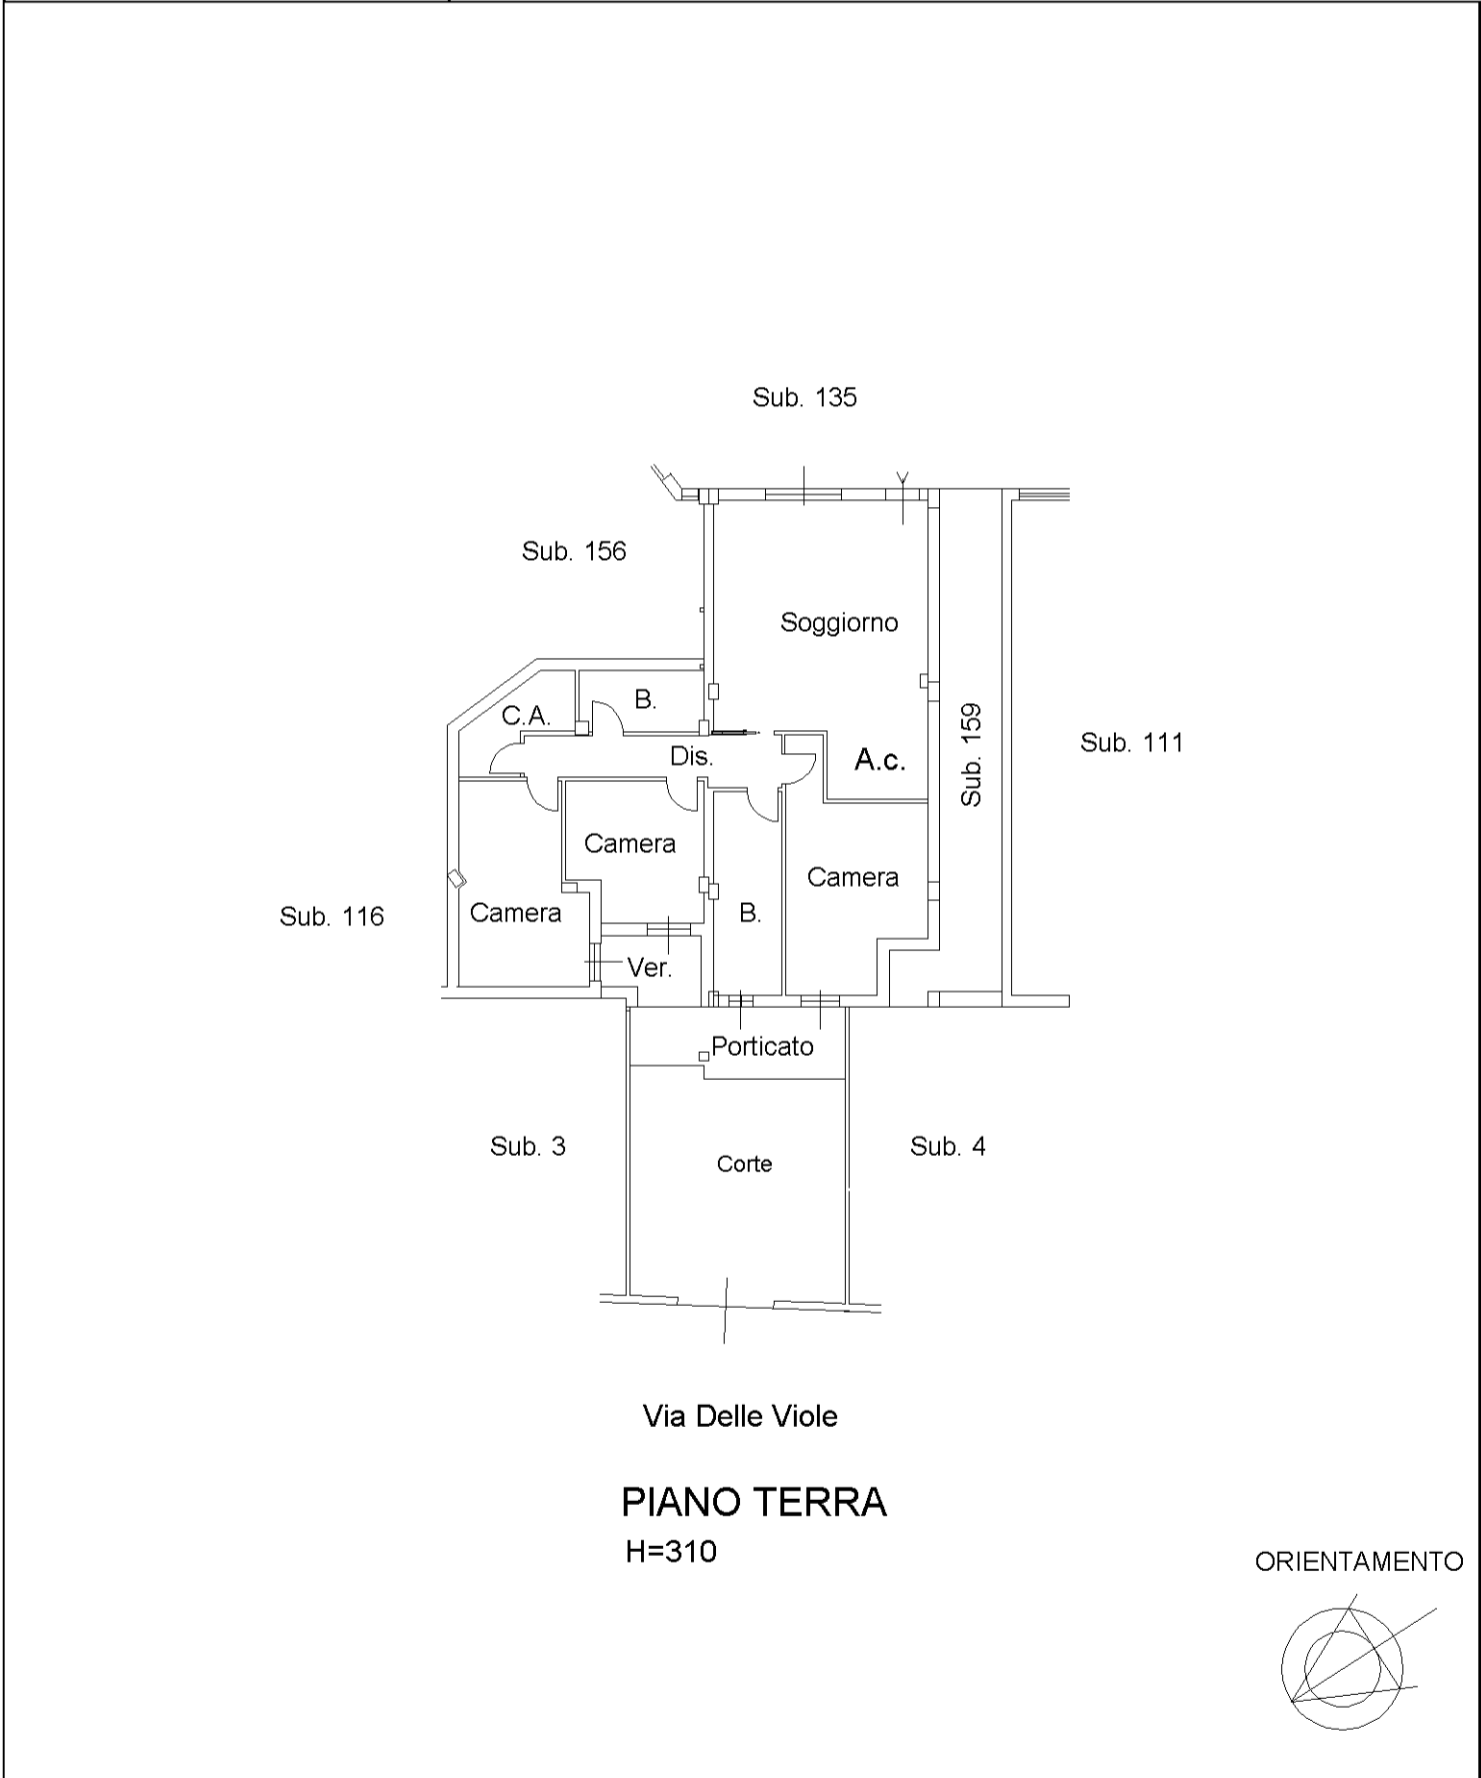 Sub. 135
Sub. 156
Soggiorno
B.
C.A.
Dis.
A.c.
Sub. 159
Sub. 111
Camera
Camera
Camera
B.
Sub. 116
Ver.
Porticato
Sub. 3
Corte
Sub. 4
Via Delle Viole
PIANO TERRA
H=310
ORIENTAMENTO